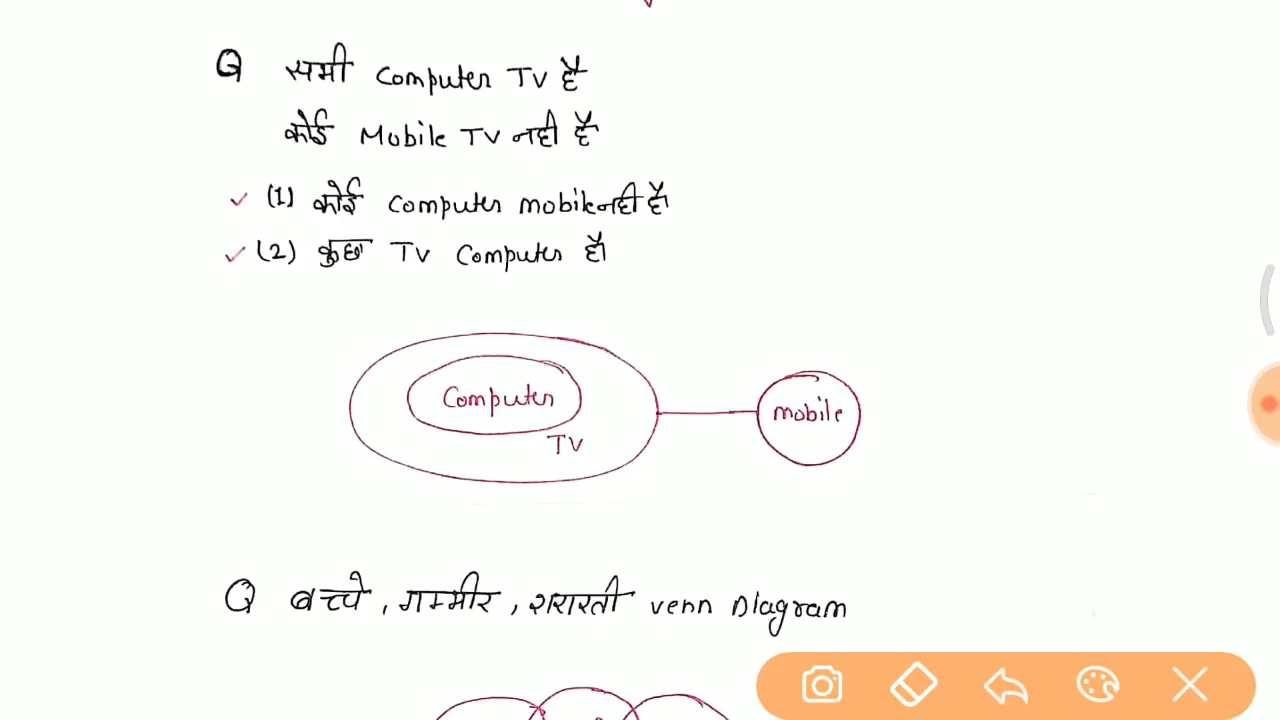 Q सभी Computer TV है
कोई Mobile TV नही है
(1) कोई Computer mobile नही है।
(2) कुछ TV Computer है।
Computer
TV
mobile
Q बच्चे, गम्भीर, शरारती venn Diagram